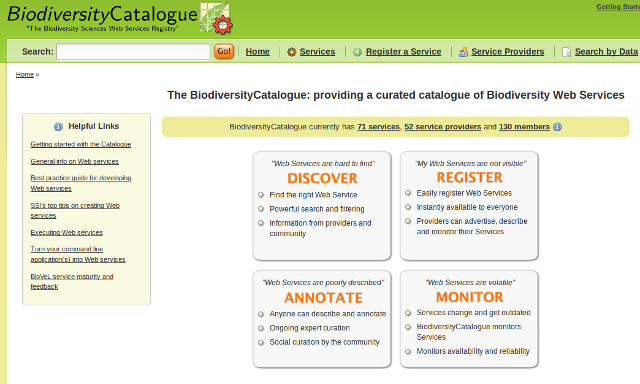 BiodiversityCatalogue
"The Biodiversity Sciences Web Services Registry"
Getting Starte
Search: Go! Home Services Register a Service Service Providers Search by Data
Home »
The BiodiversityCatalogue: providing a curated catalogue of Biodiversity Web Services
Helpful Links
Getting started with the Catalogue
General info on Web services
Best practice guide for developing
Web services
SSI's top tips on creating Web
services
Executing Web services
Turn your command line
application(s) into Web services
BioVeL service maturity and
feedback
BiodiversityCatalogue currently has 71 services, 52 service providers and 130 members
"Web Services are hard to find"
DISCOVER
Find the right Web Service
Powerful search and filtering
Information from providers and
community
"My Web Services are not visible"
REGISTER
Easily register Web Services
Instantly available to everyone
Providers can advertise, describe
and monitor their Services
"Web Services are poorly described"
ANNOTATE
Anyone can describe and annotate
Ongoing expert curation
Social curation by the community
"Web Services are volatile"
MONITOR
Services change and get outdated
BiodiversityCatalogue monitors
Services
Monitors availability and reliability